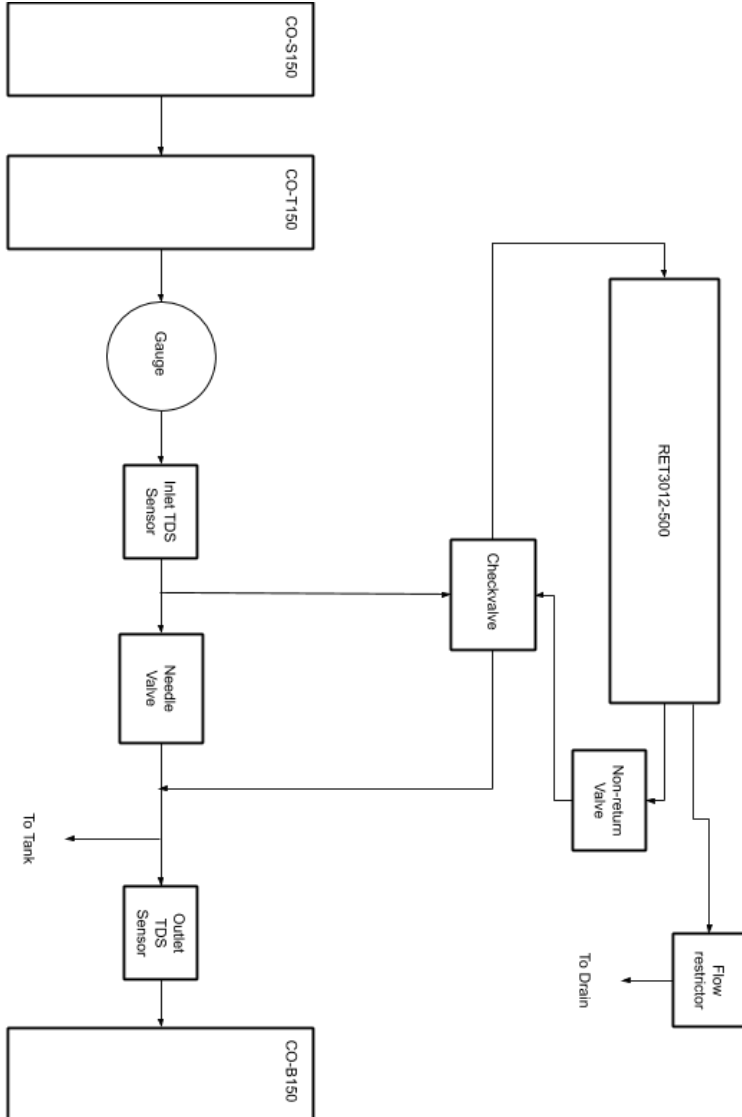 CO-S150
CO-T150
Gauge
Inlet TDS
Sensor
Needle
Valve
To Tank
Outlet
TDS
Sensor
CO-B150
Checkvalve
RET3012-500
Non-return
Valve
Flow
restrictor
To Drain